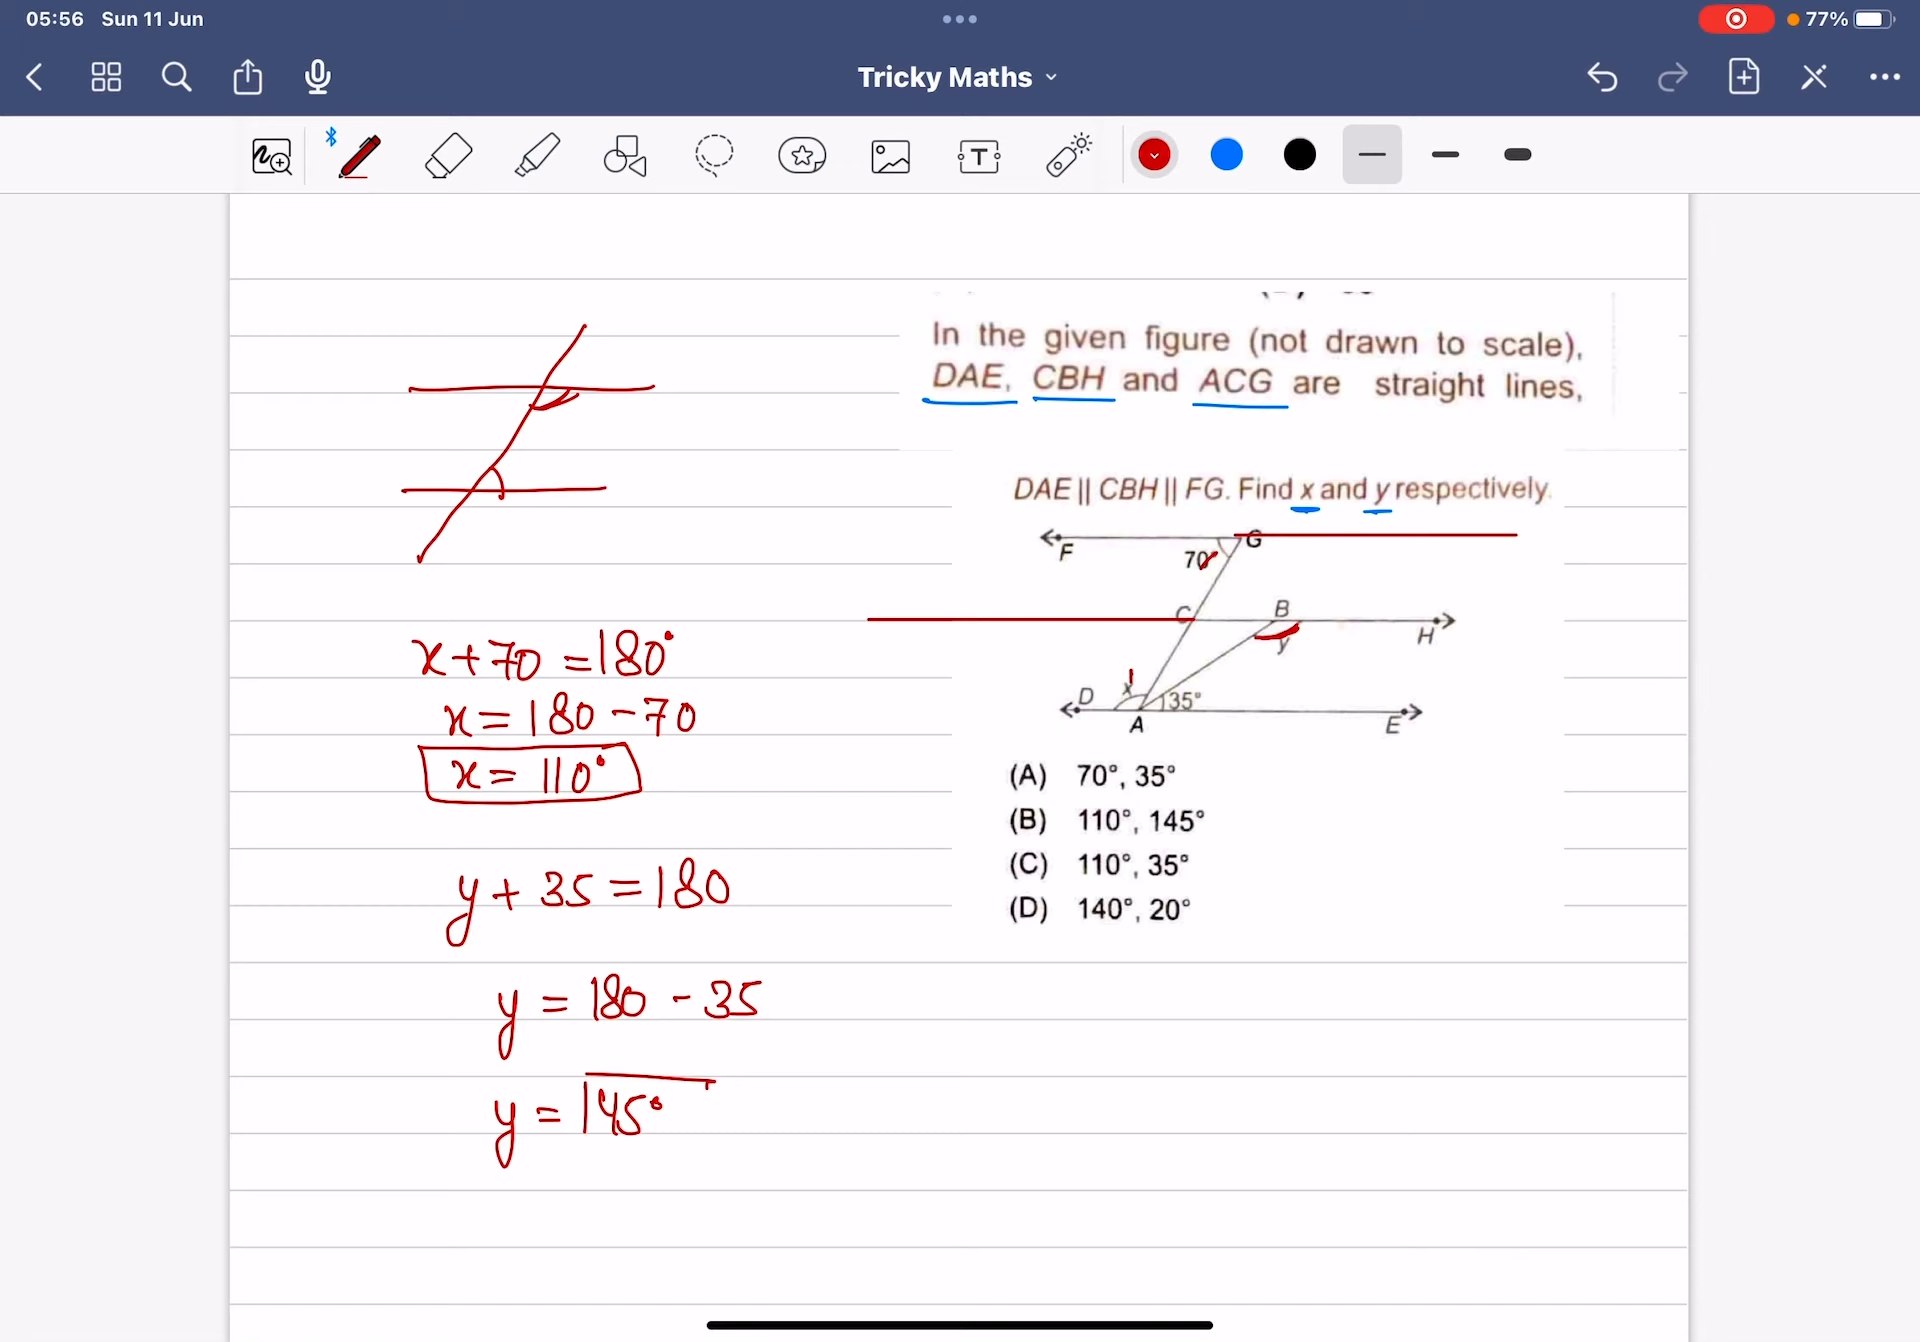 05:56 Sun 11 Jun
77%
Tricky Maths
T
In the given figure (not drawn to scale),
DAE, CBH and ACG are straight lines,
DAE || CBH || FG. Find x and y respectively.
F
G
70
C
B
H
y
D
x
35°
A
E
(A) 70°, 35°
(B) 110°, 145°
(C) 110°, 35°
(D) 140°, 20°
x+70 =180°
x= 180-70
x= 110°
y+ 35 =180
y = 180 - 35
y = 145°